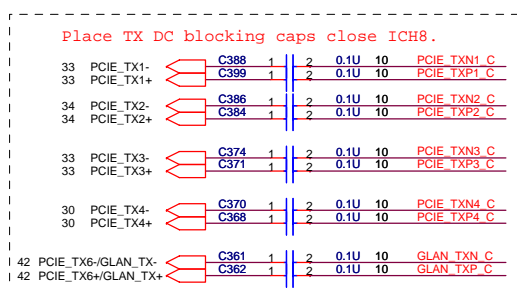 Place TX DC blocking caps close ICH8.
33 PCIE_TX1- C388 1 2 0.1U 10 PCIE_TXN1_C
33 PCIE_TX1+ C399 1 2 0.1U 10 PCIE_TXP1_C
34 PCIE_TX2- C386 1 2 0.1U 10 PCIE_TXN2_C
34 PCIE_TX2+ C384 1 2 0.1U 10 PCIE_TXP2_C
33 PCIE_TX3- C374 1 2 0.1U 10 PCIE_TXN3_C
33 PCIE_TX3+ C371 1 2 0.1U 10 PCIE_TXP3_C
30 PCIE_TX4- C370 1 2 0.1U 10 PCIE_TXN4_C
30 PCIE_TX4+ C368 1 2 0.1U 10 PCIE_TXP4_C
42 PCIE_TX6-/GLAN_TX- C361 1 2 0.1U 10 GLAN_TXN_C
42 PCIE_TX6+/GLAN_TX+ C362 1 2 0.1U 10 GLAN_TXP_C